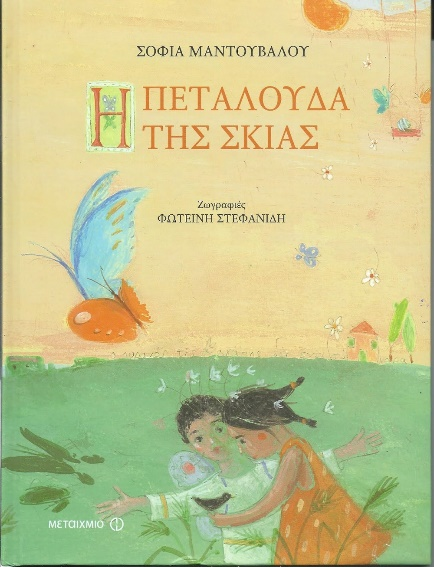 ΣΟΦΙΑ ΜΑΝΤΟΥΒΑΛΟΥ
Η ΠΕΤΑΛΟΥΔΑ
ΤΗΣ ΣΚΙΑΣ
Ζωγραφιές
ΦΩΤΕΙΝΗ ΣΤΕΦΑΝΙΔΗ
ΜΕΤΑΙΧΜΙΟ